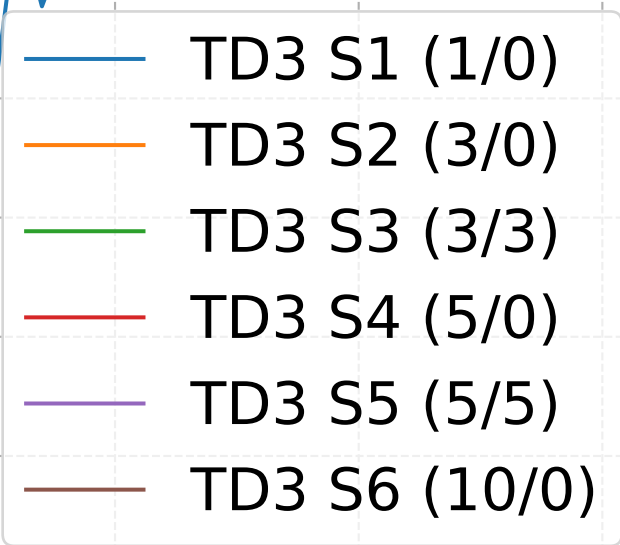 TD3 S1 (1/0)
TD3 S2 (3/0)
TD3 S3 (3/3)
TD3 S4 (5/0)
TD3 S5 (5/5)
TD3 S6 (10/0)